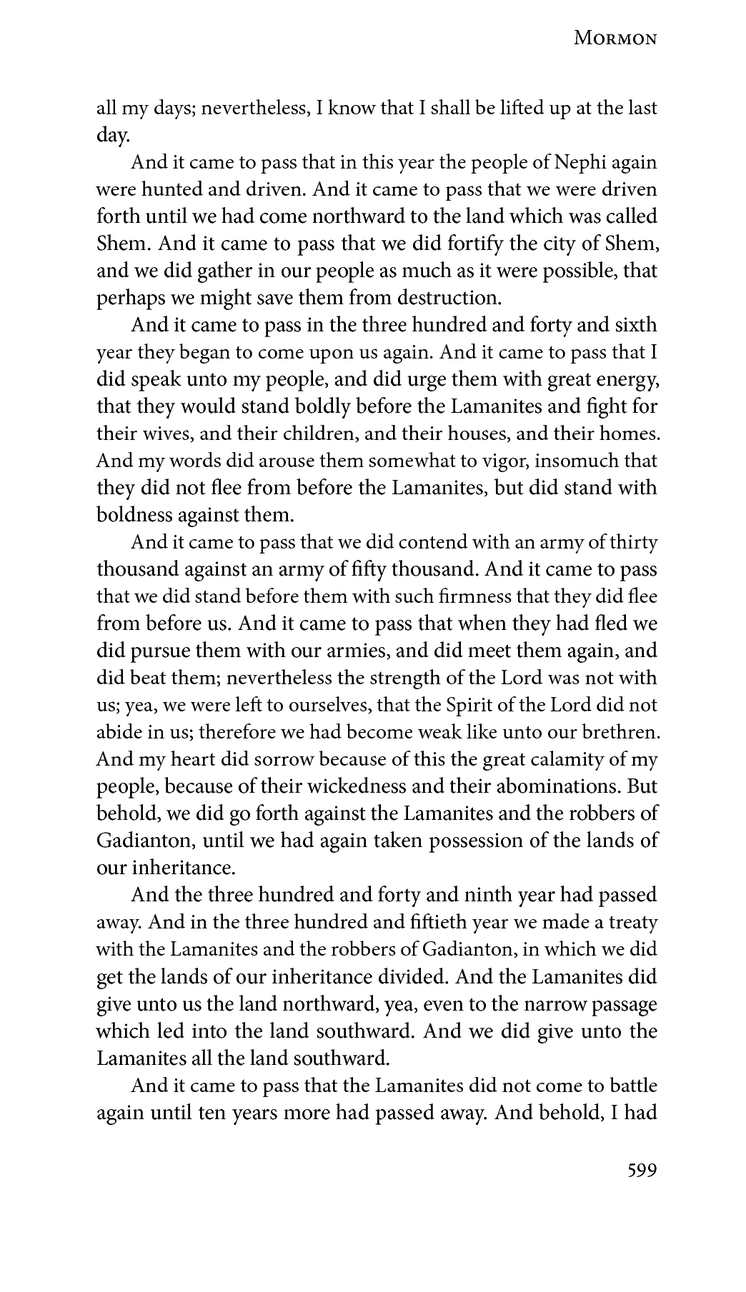 Mormon
all my days; nevertheless, I know that I shall be lifted up at the last
day.
And it came to pass that in this year the people of Nephi again
were hunted and driven. And it came to pass that we were driven
forth until we had come northward to the land which was called
Shem. And it came to pass that we did fortify the city of Shem,
and we did gather in our people as much as it were possible, that
perhaps we might save them from destruction.
And it came to pass in the three hundred and forty and sixth
year they began to come upon us again. And it came to pass that I
did speak unto my people, and did urge them with great energy,
that they would stand boldly before the Lamanites and fight for
their wives, and their children, and their houses, and their homes.
And my words did arouse them somewhat to vigor, insomuch that
they did not flee from before the Lamanites, but did stand with
boldness against them.
And it came to pass that we did contend with an army of thirty
thousand against an army of fifty thousand. And it came to pass
that we did stand before them with such firmness that they did flee
from before us. And it came to pass that when they had fled we
did pursue them with our armies, and did meet them again, and
did beat them; nevertheless the strength of the Lord was not with
us; yea, we were left to ourselves, that the Spirit of the Lord did not
abide in us; therefore we had become weak like unto our brethren.
And my heart did sorrow because of this the great calamity of my
people, because of their wickedness and their abominations. But
behold, we did go forth against the Lamanites and the robbers of
Gadianton, until we had again taken possession of the lands of
our inheritance.
And the three hundred and forty and ninth year had passed
away. And in the three hundred and fiftieth year we made a treaty
with the Lamanites and the robbers of Gadianton, in which we did
get the lands of our inheritance divided. And the Lamanites did
give unto us the land northward, yea, even to the narrow passage
which led into the land southward. And we did give unto the
Lamanites all the land southward.
And it came to pass that the Lamanites did not come to battle
again until ten years more had passed away. And behold, I had
599